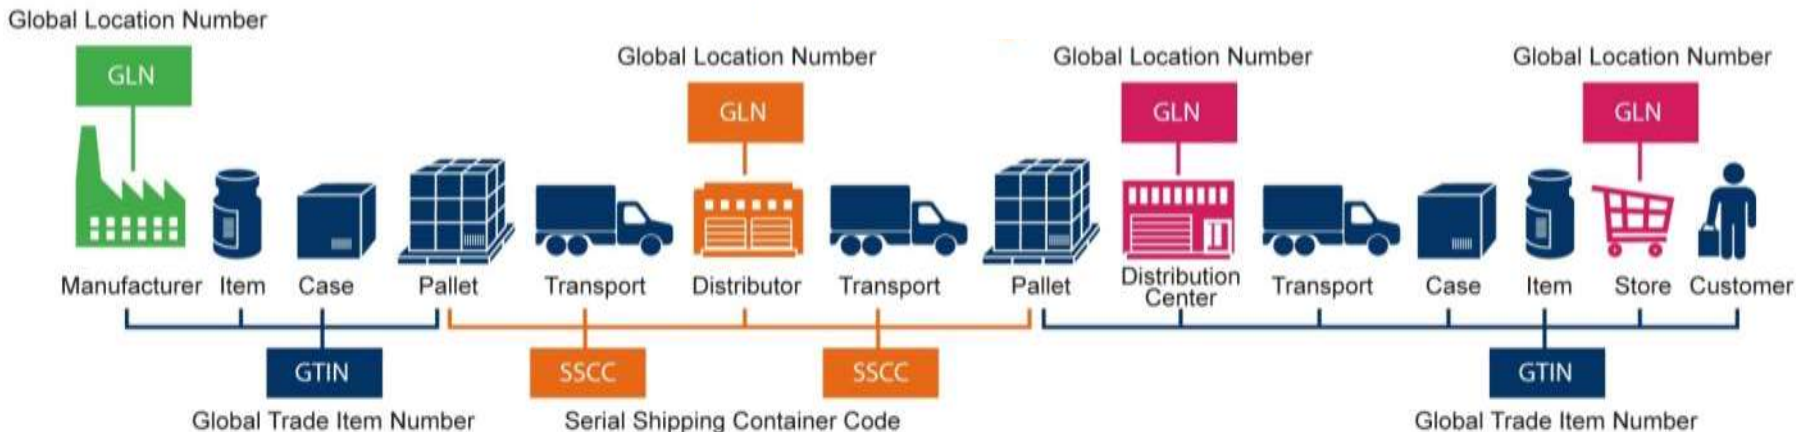 Global Location Number
GLN
Global Location Number
GLN
Global Location Number
GLN
Global Location Number
GLN
Manufacturer
Item
Case
Pallet
Transport
Distributor
Transport
Pallet
Distribution
Center
Transport
Case
Item
Store
Customer
GTIN
Global Trade Item Number
SSCC
SSCC
Serial Shipping Container Code
GTIN
Global Trade Item Number